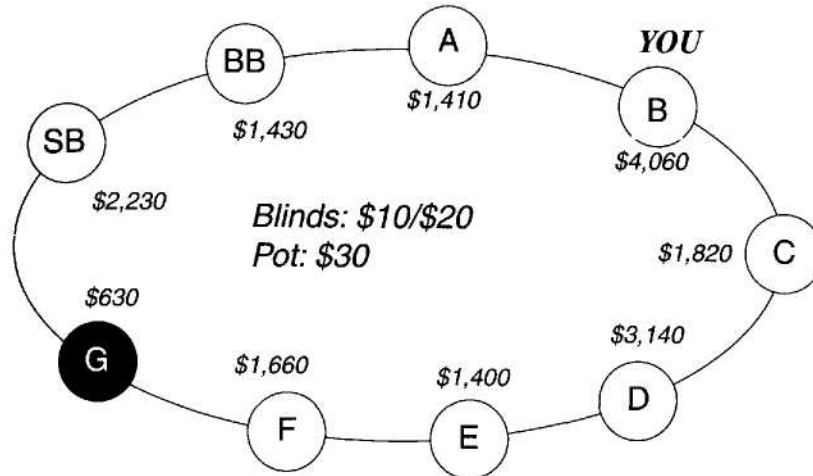 YOU
A
BB
B
$1,410
$1,430
SB
$4,060
$2,230
Blinds: $10/$20
Pot: $30
$1,820
C
$630
$3,140
G
$1,660
$1,400
D
F
E